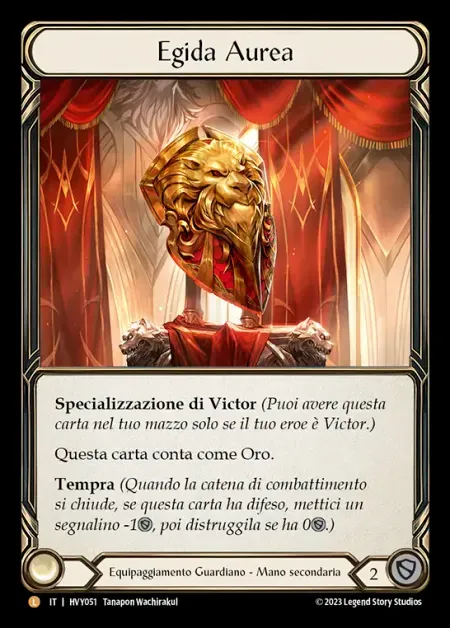 Egida Aurea
Specializzazione di Victor (Puoi avere questa
carta nel tuo mazzo solo se il tuo eroe è Victor.)
Questa carta conta come Oro.
Tempra (Quando la catena di combattimento
si chiude, se questa carta ha difeso, mettici un
segnalino -1, poi distruggila se ha 0.)
Equipaggiamento Guardiano - Mano secondaria
2
L IT | HVY051 Tanapon Wachirakul
© 2023 Legend Story Studios